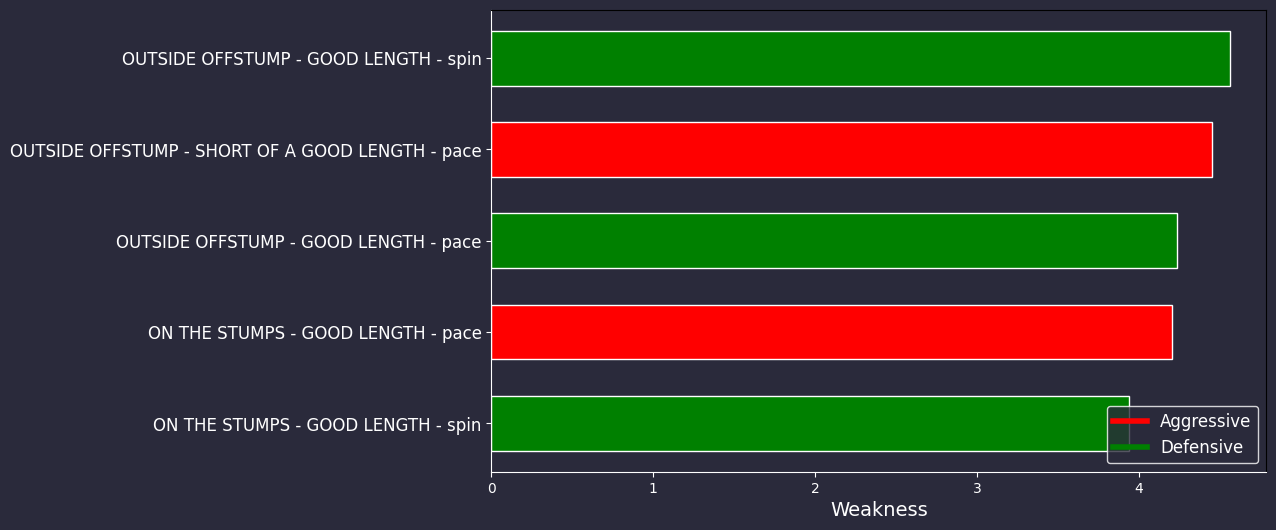 OUTSIDE OFFSTUMP - GOOD LENGTH - spin
OUTSIDE OFFSTUMP - SHORT OF A GOOD LENGTH - pace
OUTSIDE OFFSTUMP - GOOD LENGTH - pace
ON THE STUMPS - GOOD LENGTH - pace
ON THE STUMPS - GOOD LENGTH - spin
Aggressive
Defensive
0 1 2 3 4
Weakness